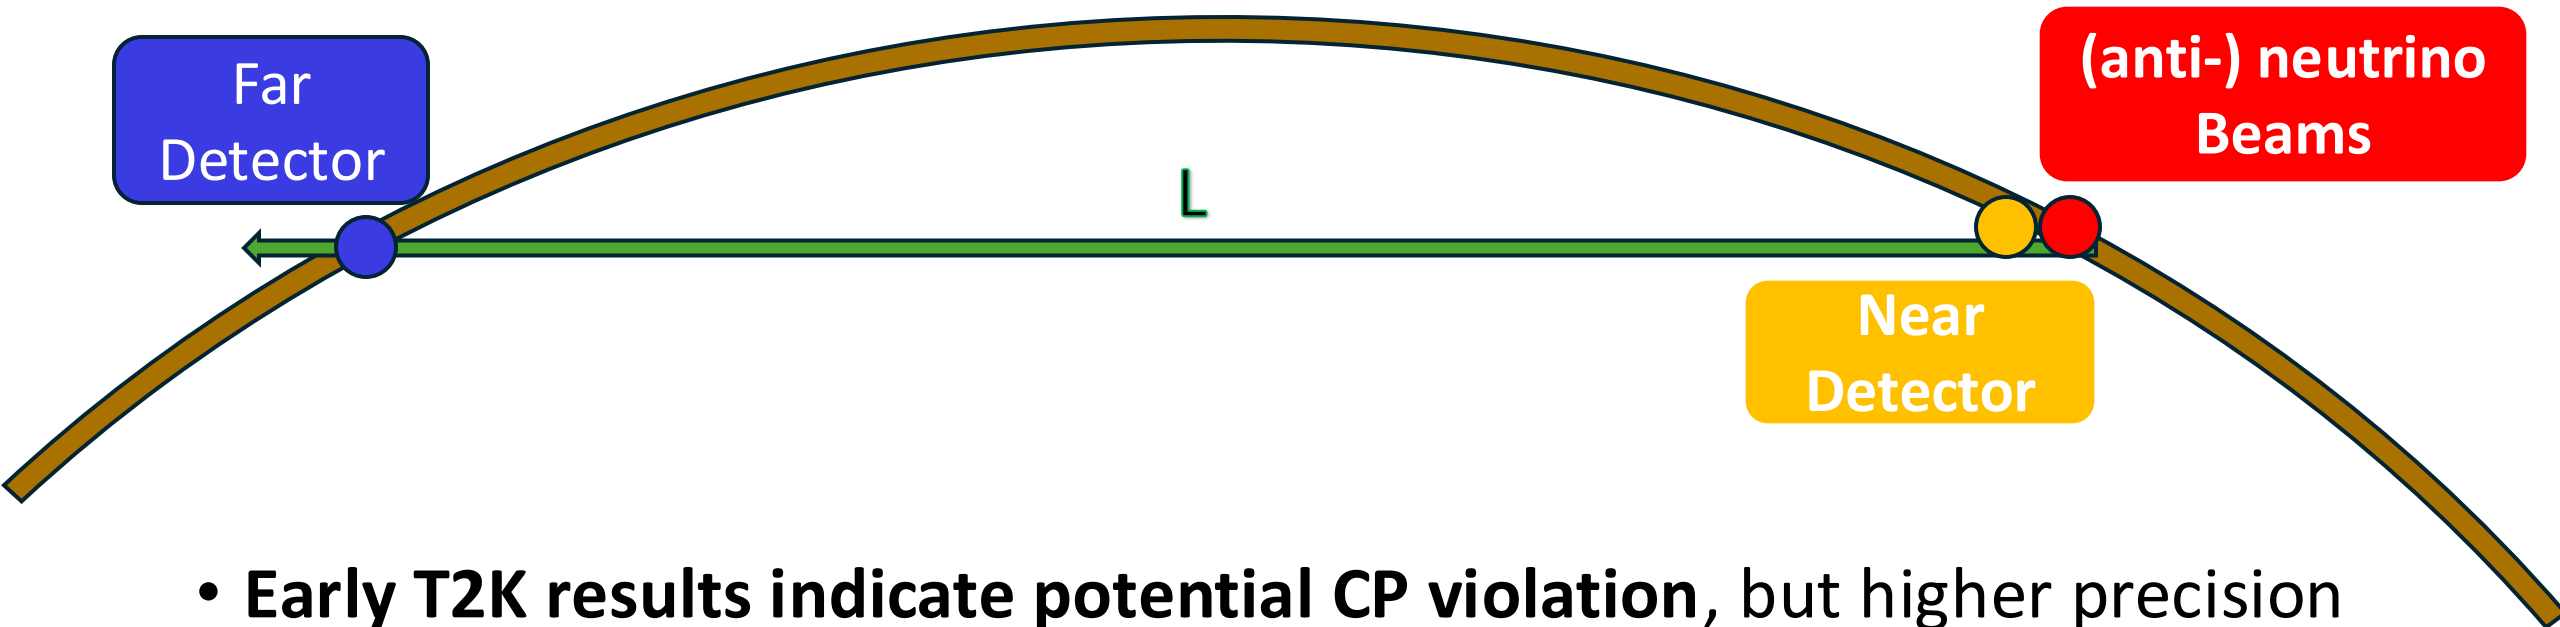 Far
Detector
(anti-) neutrino
Beams
L
Near
Detector
• Early T2K results indicate potential CP violation, but higher precision